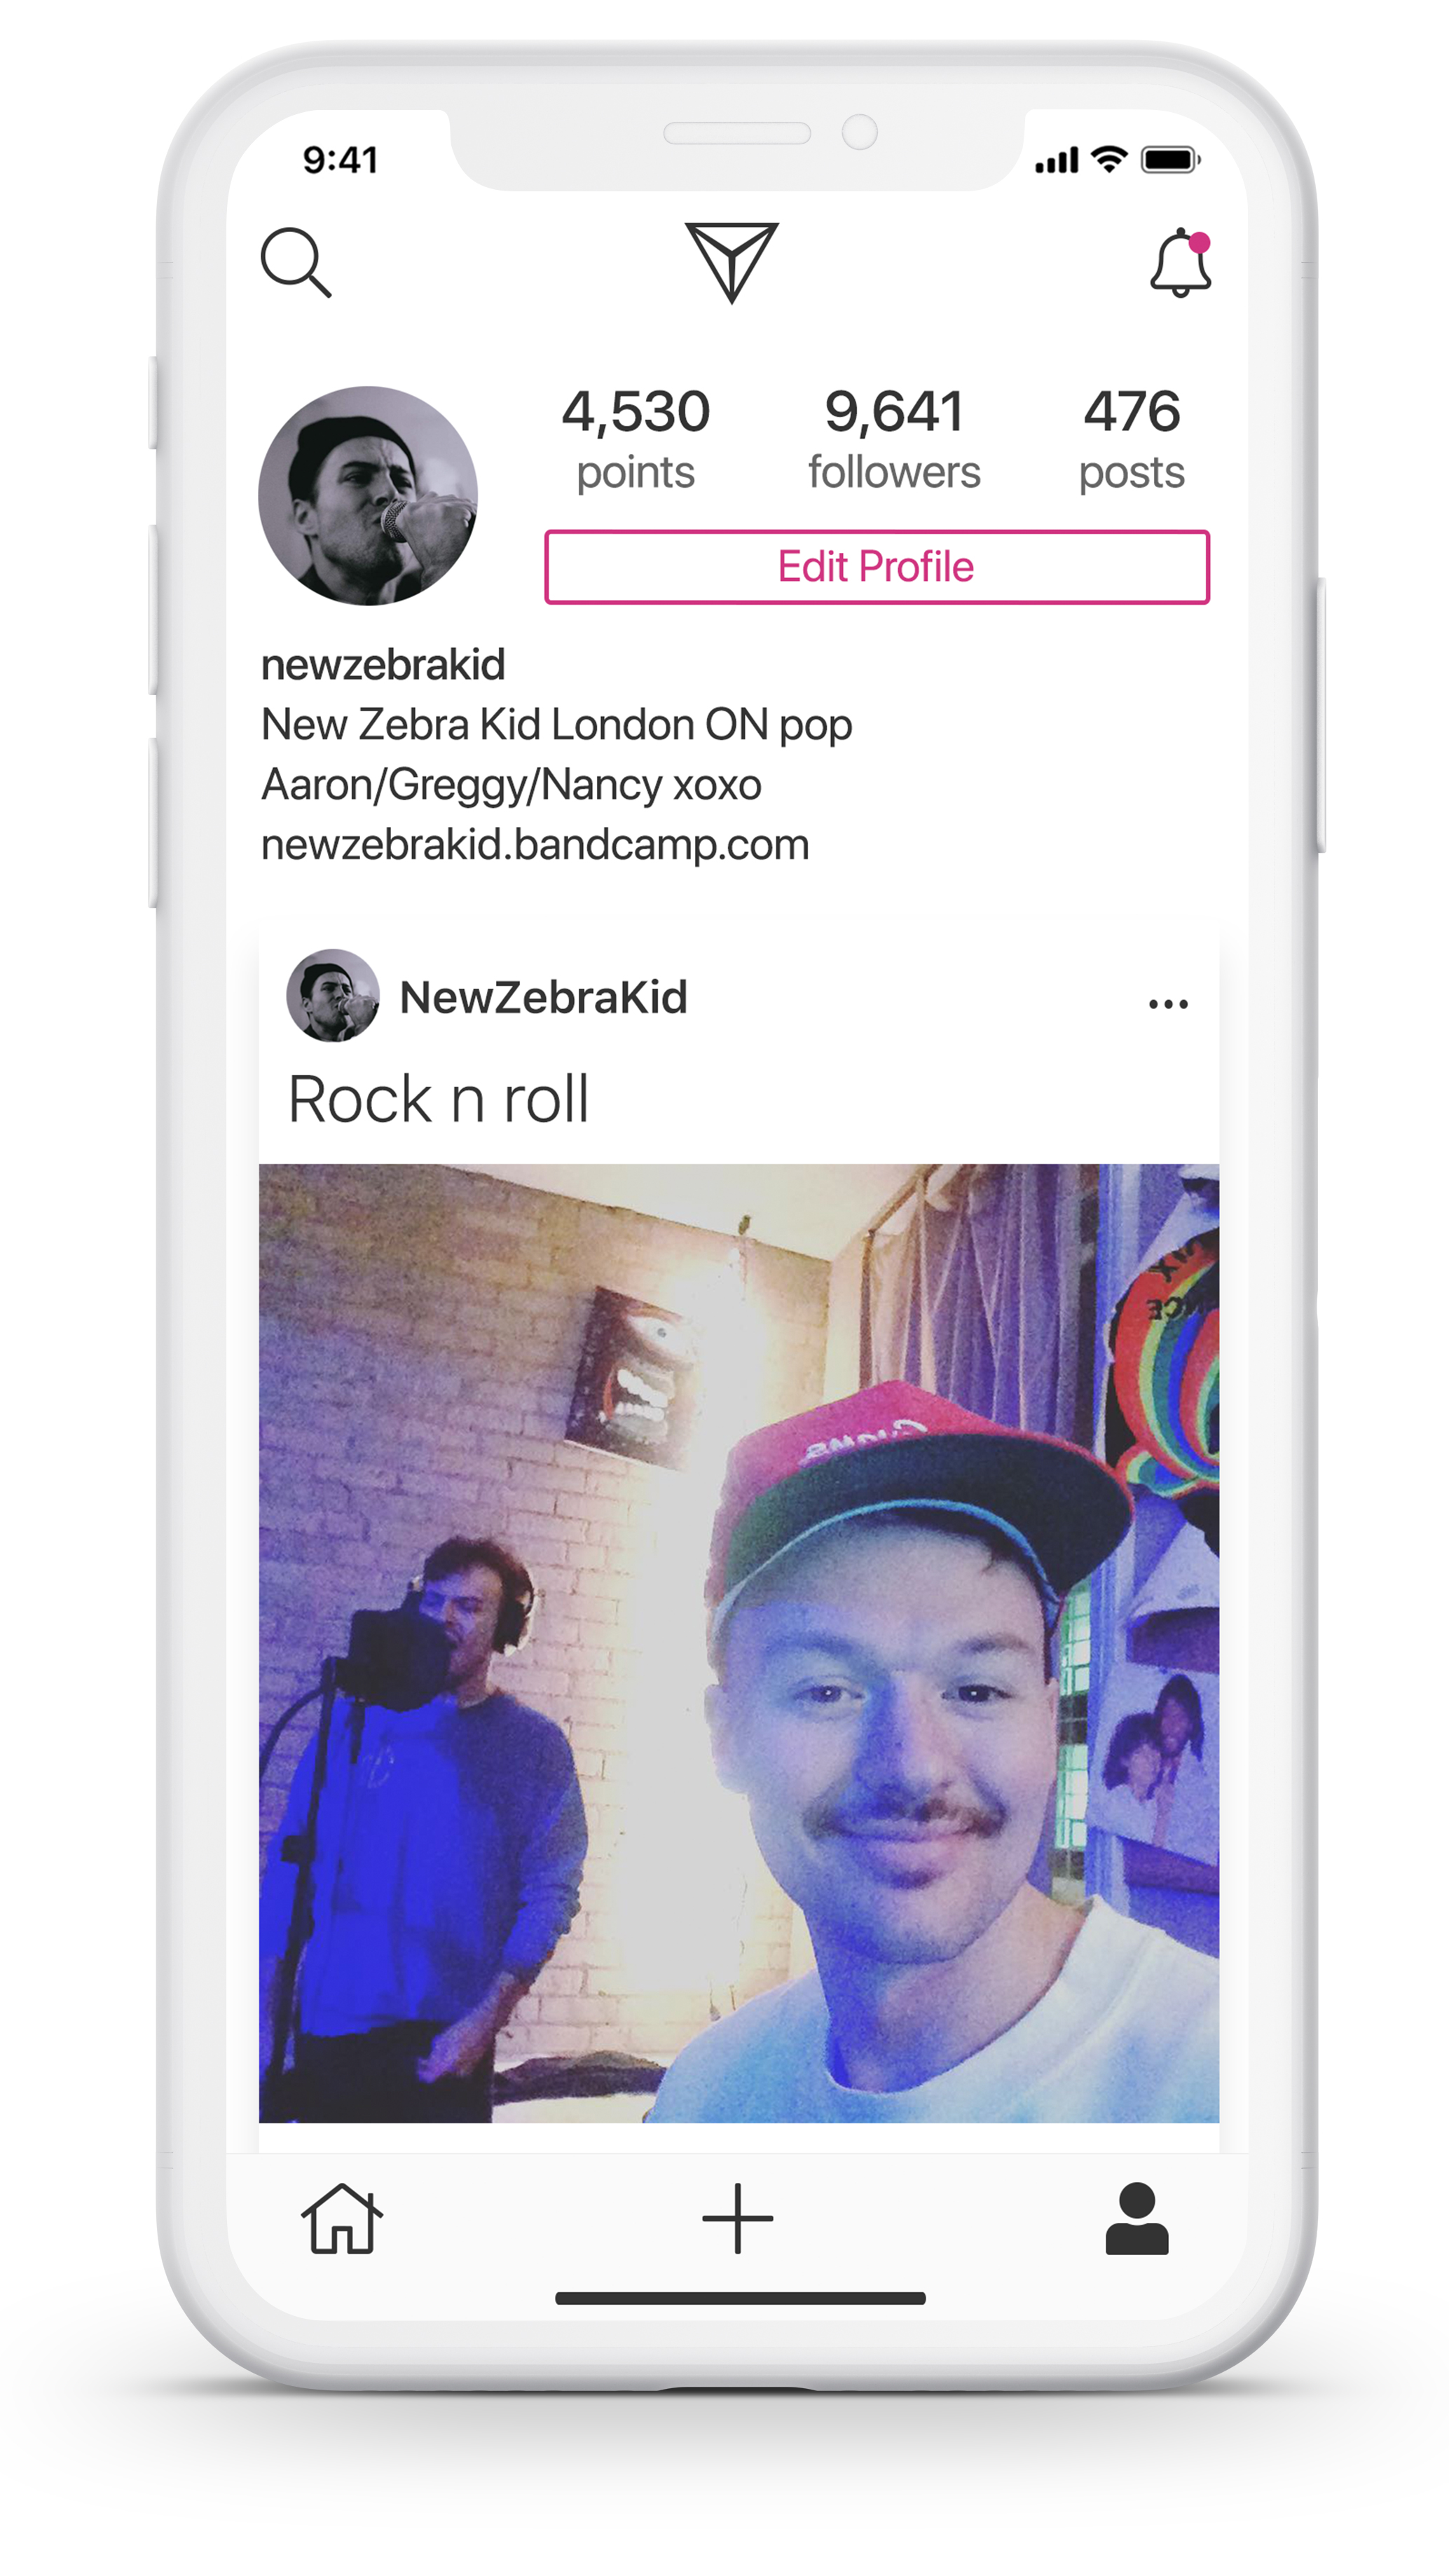 9:41
4,530 9,641 476
points followers posts
Edit Profile
newzebrakid
New Zebra Kid London ON pop
Aaron/Greggy/Nancy xoxo
newzebrakid.bandcamp.com
NewZebraKid
Rock n roll